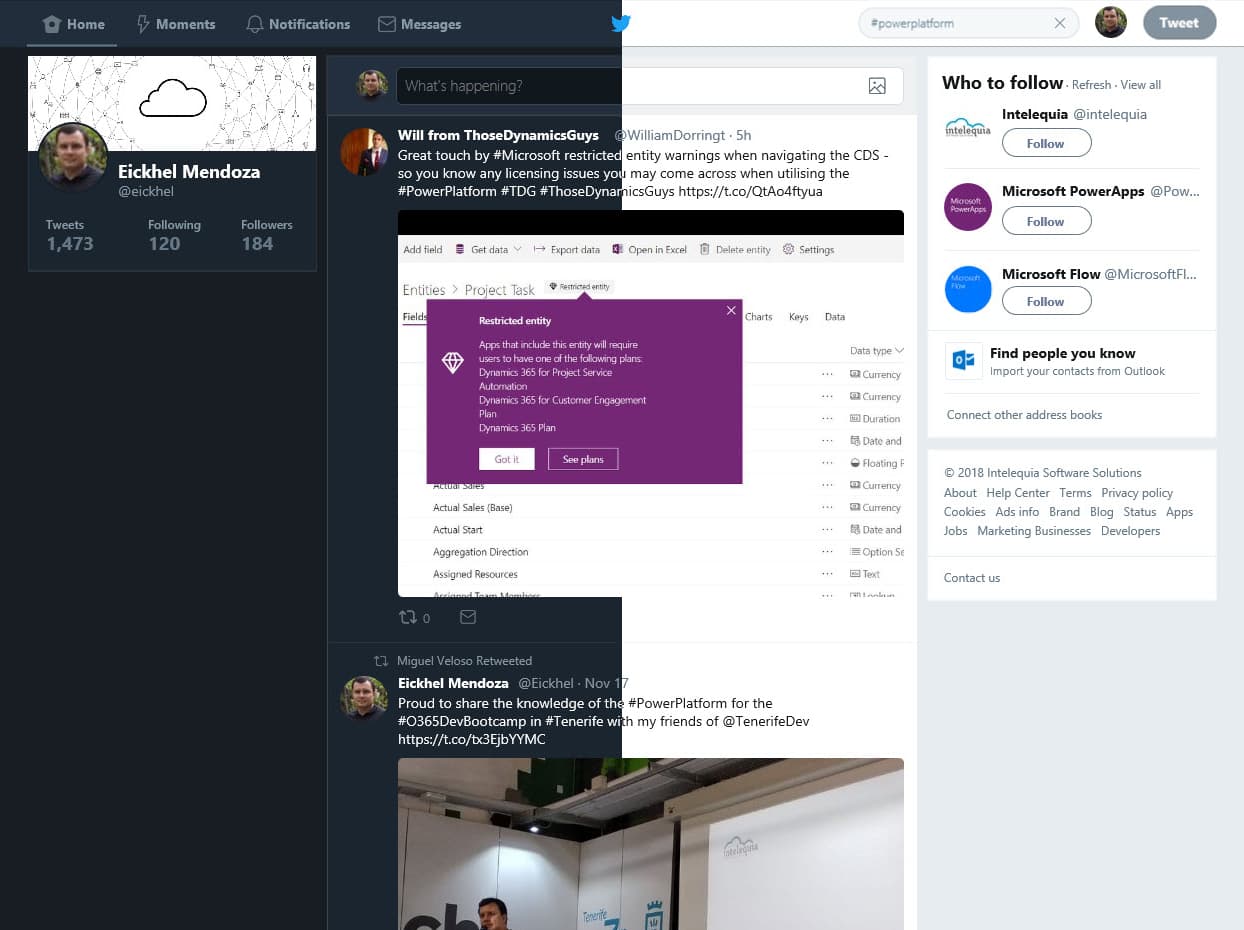 Home Moments Notifications Messages #powerplatform Tweet
What's happening?
Eickhel Mendoza
@eickhel
Tweets Following Followers
1,473 120 184
Will from ThoseDynamicsGuys @WilliamDorringt · 5h
Great touch by #Microsoft restricted entity warnings when navigating the CDS -
so you know any licensing issues you may come across when utilising the
#PowerPlatform #TDG #ThoseDynamicsGuys https://t.co/QtAo4ftyua
Add field Get data Export data Open in Excel Delete entity Settings
Entities > Project Task Restricted entity
Fields Charts Keys Data
Restricted entity
Apps that include this entity will require
users to have one of the following plans:
Dynamics 365 for Project Service
Automation
Dynamics 365 for Customer Engagement
Plan
Dynamics 365 Plan
Got it See plans
Data type
Currency
Currency
Duration
Date and
Floating P
Actual Sales Currency
Actual Sales (Base) Currency
Actual Start Date and
Aggregation Direction Option Se
Assigned Resources Text
Assigned Team Members Lookup
0
Miguel Veloso Retweeted
Eickhel Mendoza @Eickhel · Nov 17
Proud to share the knowledge of the #PowerPlatform for the
#O365DevBootcamp in #Tenerife with my friends of @TenerifeDev
https://t.co/tx3EjbYYMC
intelequia
Tenerife
Who to follow · Refresh · View all
intelequia
Intelequia @intelequia
Follow
Microsoft
PowerApps
Microsoft PowerApps @Pow...
Follow
Microsoft
Flow
Microsoft Flow @MicrosoftFl...
Follow
Find people you know
Import your contacts from Outlook
Connect other address books
© 2018 Intelequia Software Solutions
About Help Center Terms Privacy policy
Cookies Ads info Brand Blog Status Apps
Jobs Marketing Businesses Developers
Contact us